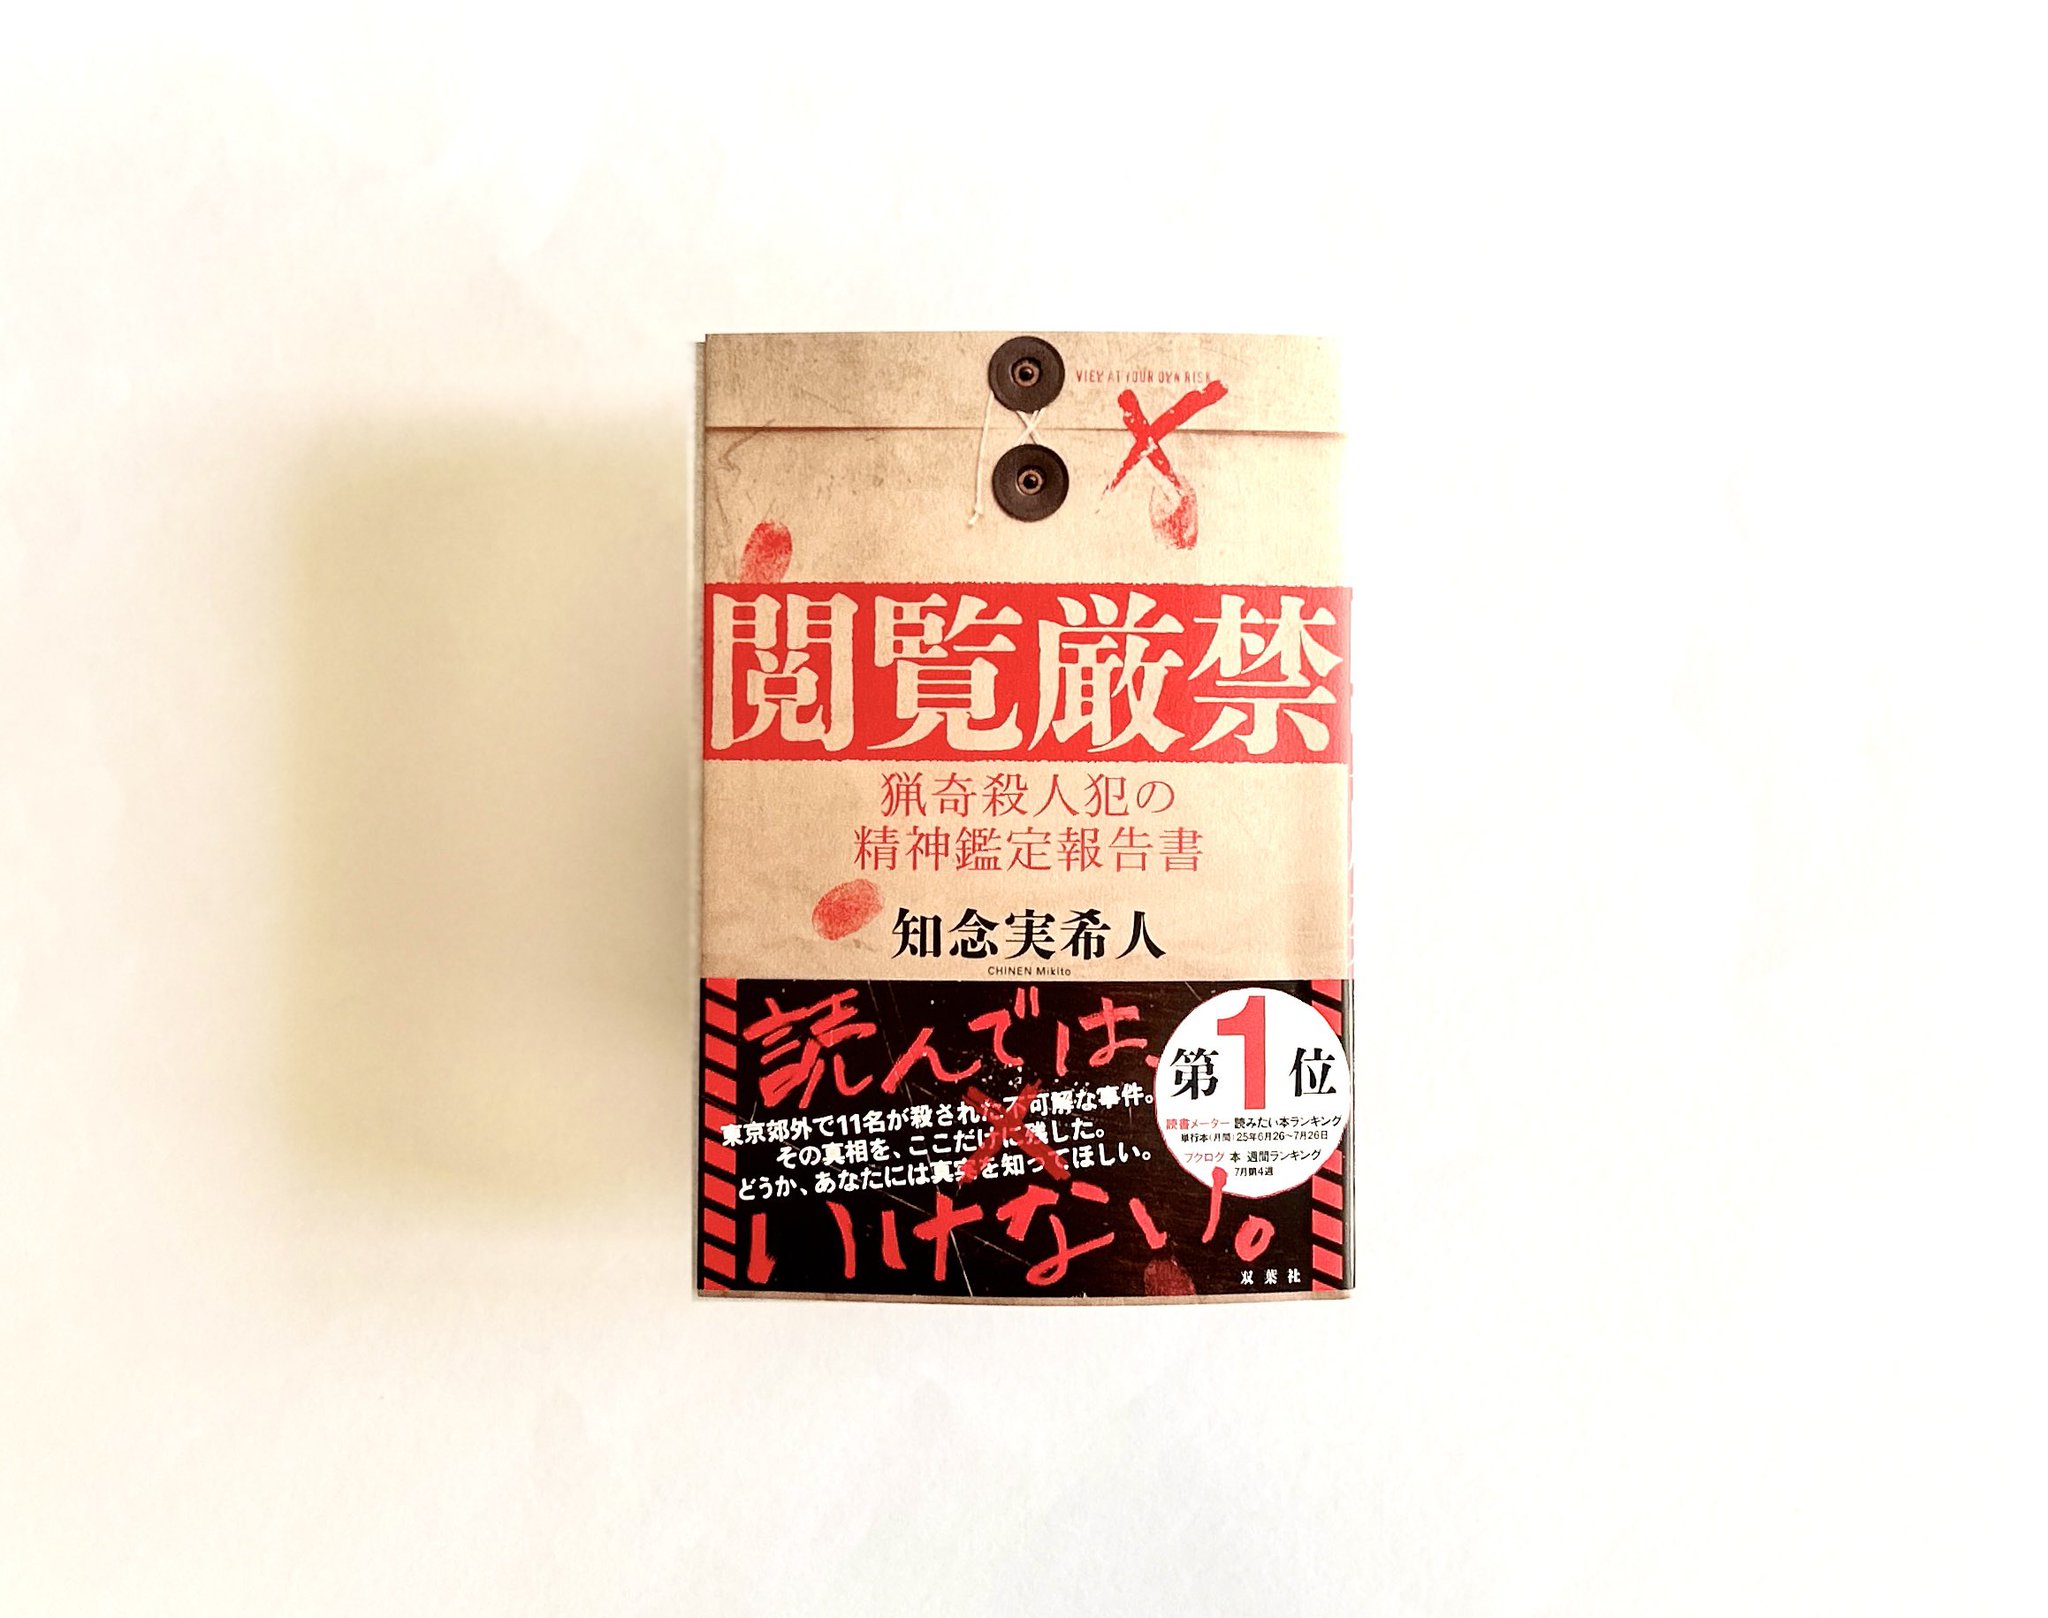 VIEW AT YOUR OWN RISK
閲覧厳禁
猟奇殺人犯の
精神鑑定報告書
知念実希人
CHINEN Mikito
読んでは、
東京郊外で11名が殺された不可解な事件。
その真相を、ここだけに残した。
どうか、あなたには真実を知ってほしい。
いけない。
第1位
読書メーター 読みたい本ランキング
単行本(月間)25年6月26〜7月26日
ブクログ 本 週間ランキング
7月第4週
双葉社